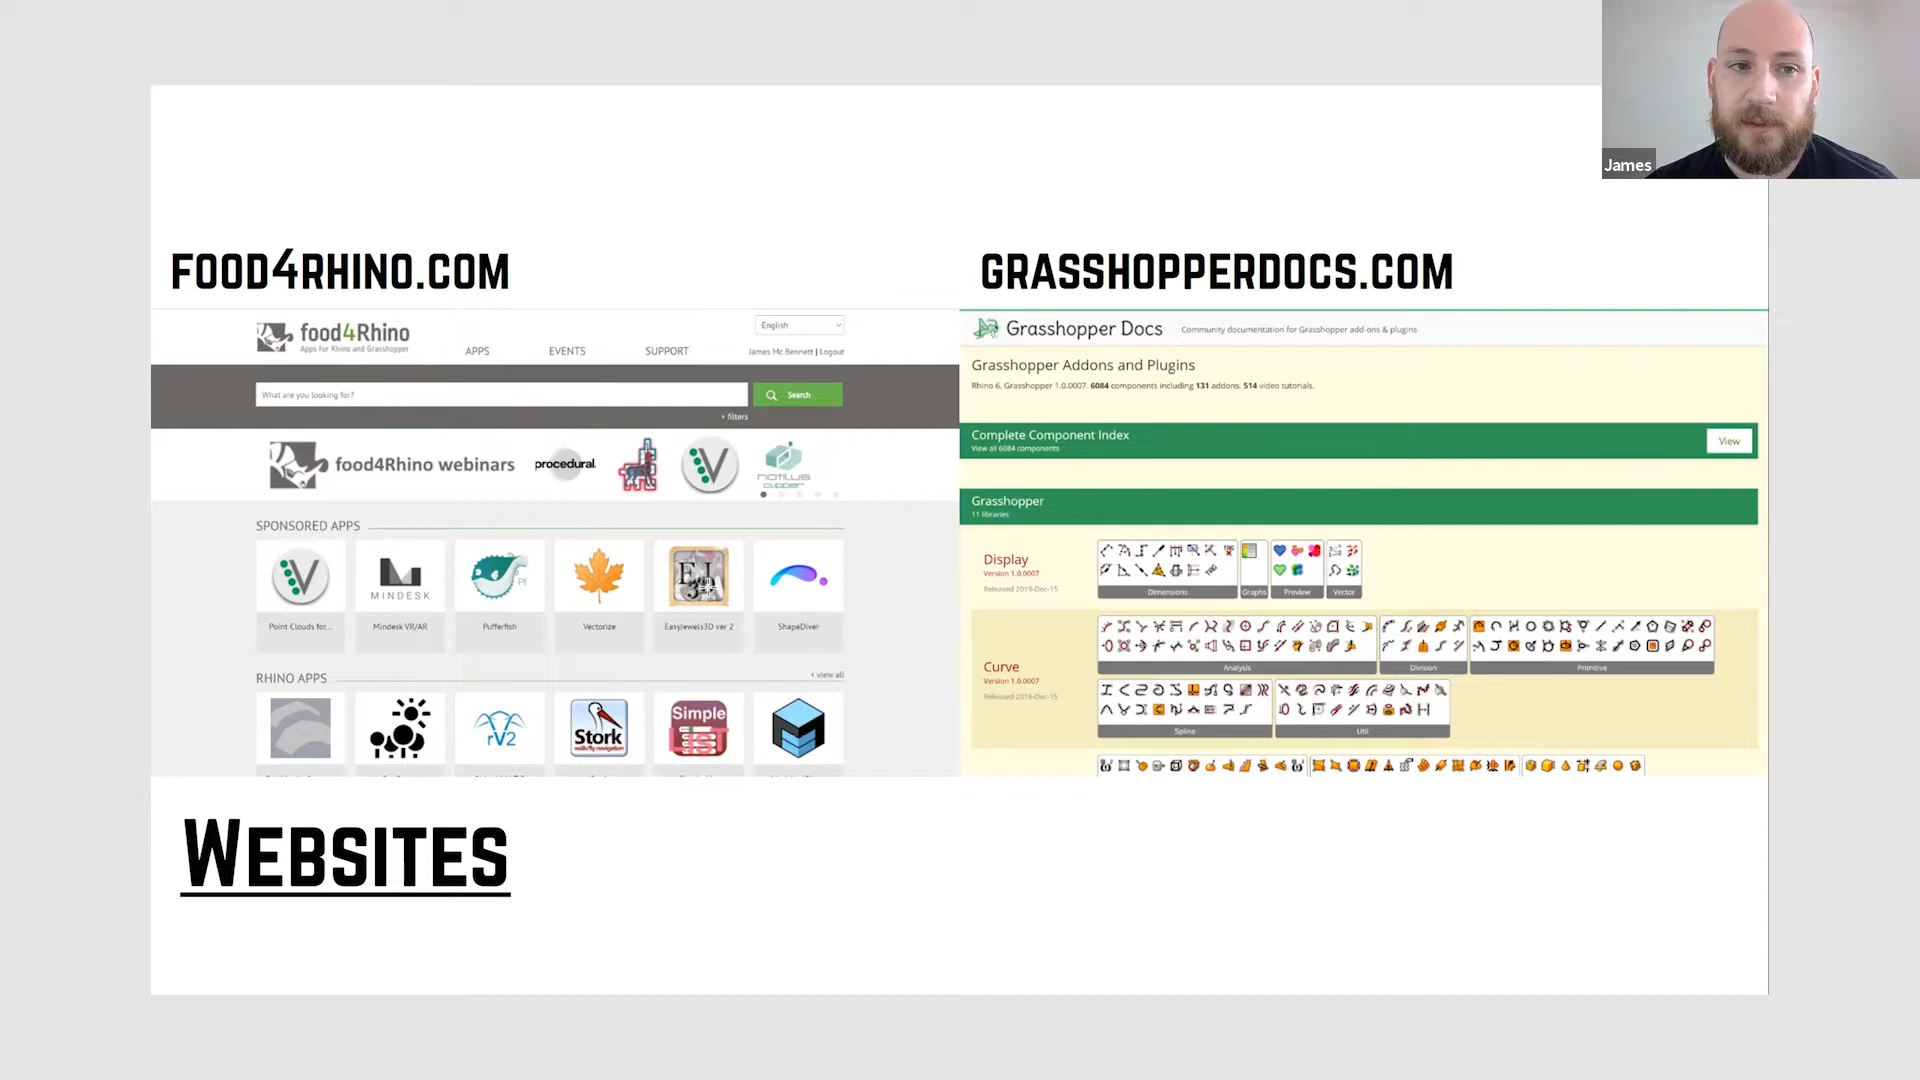 James
FOOD4RHINO.COM
food4Rhino
Apps for Rhino and Grasshopper
APPS
EVENTS
SUPPORT
English
James Mc Bennett | Logout
What are you looking for?
Search
+ filters
food4Rhino webinars
procedural.
notilus
clipper
SPONSORED APPS
Point Clouds for...
MINDESK
Mindesk VR/AR
Pufferfish
Vectorize
EasyJewels3D ver 2
ShapeDiver
RHINO APPS
+ view all
rV2
Stork
Simple
List
GRASSHOPPERDOCS.COM
Grasshopper Docs
Community documentation for Grasshopper add-ons & plugins
Grasshopper Addons and Plugins
Rhino 6. Grasshopper 1.0.0007. 6084 components including 131 addons. 514 video tutorials.
Complete Component Index
View all 6084 components
View
Grasshopper
11 libraries
Display
Version 1.0.0007
Released 2019-Dec-15
Dimensions
Graphs
Preview
Vector
Curve
Version 1.0.0007
Released 2019-Dec-15
Analysis
Division
Primitive
Spline
Util
WEBSITES